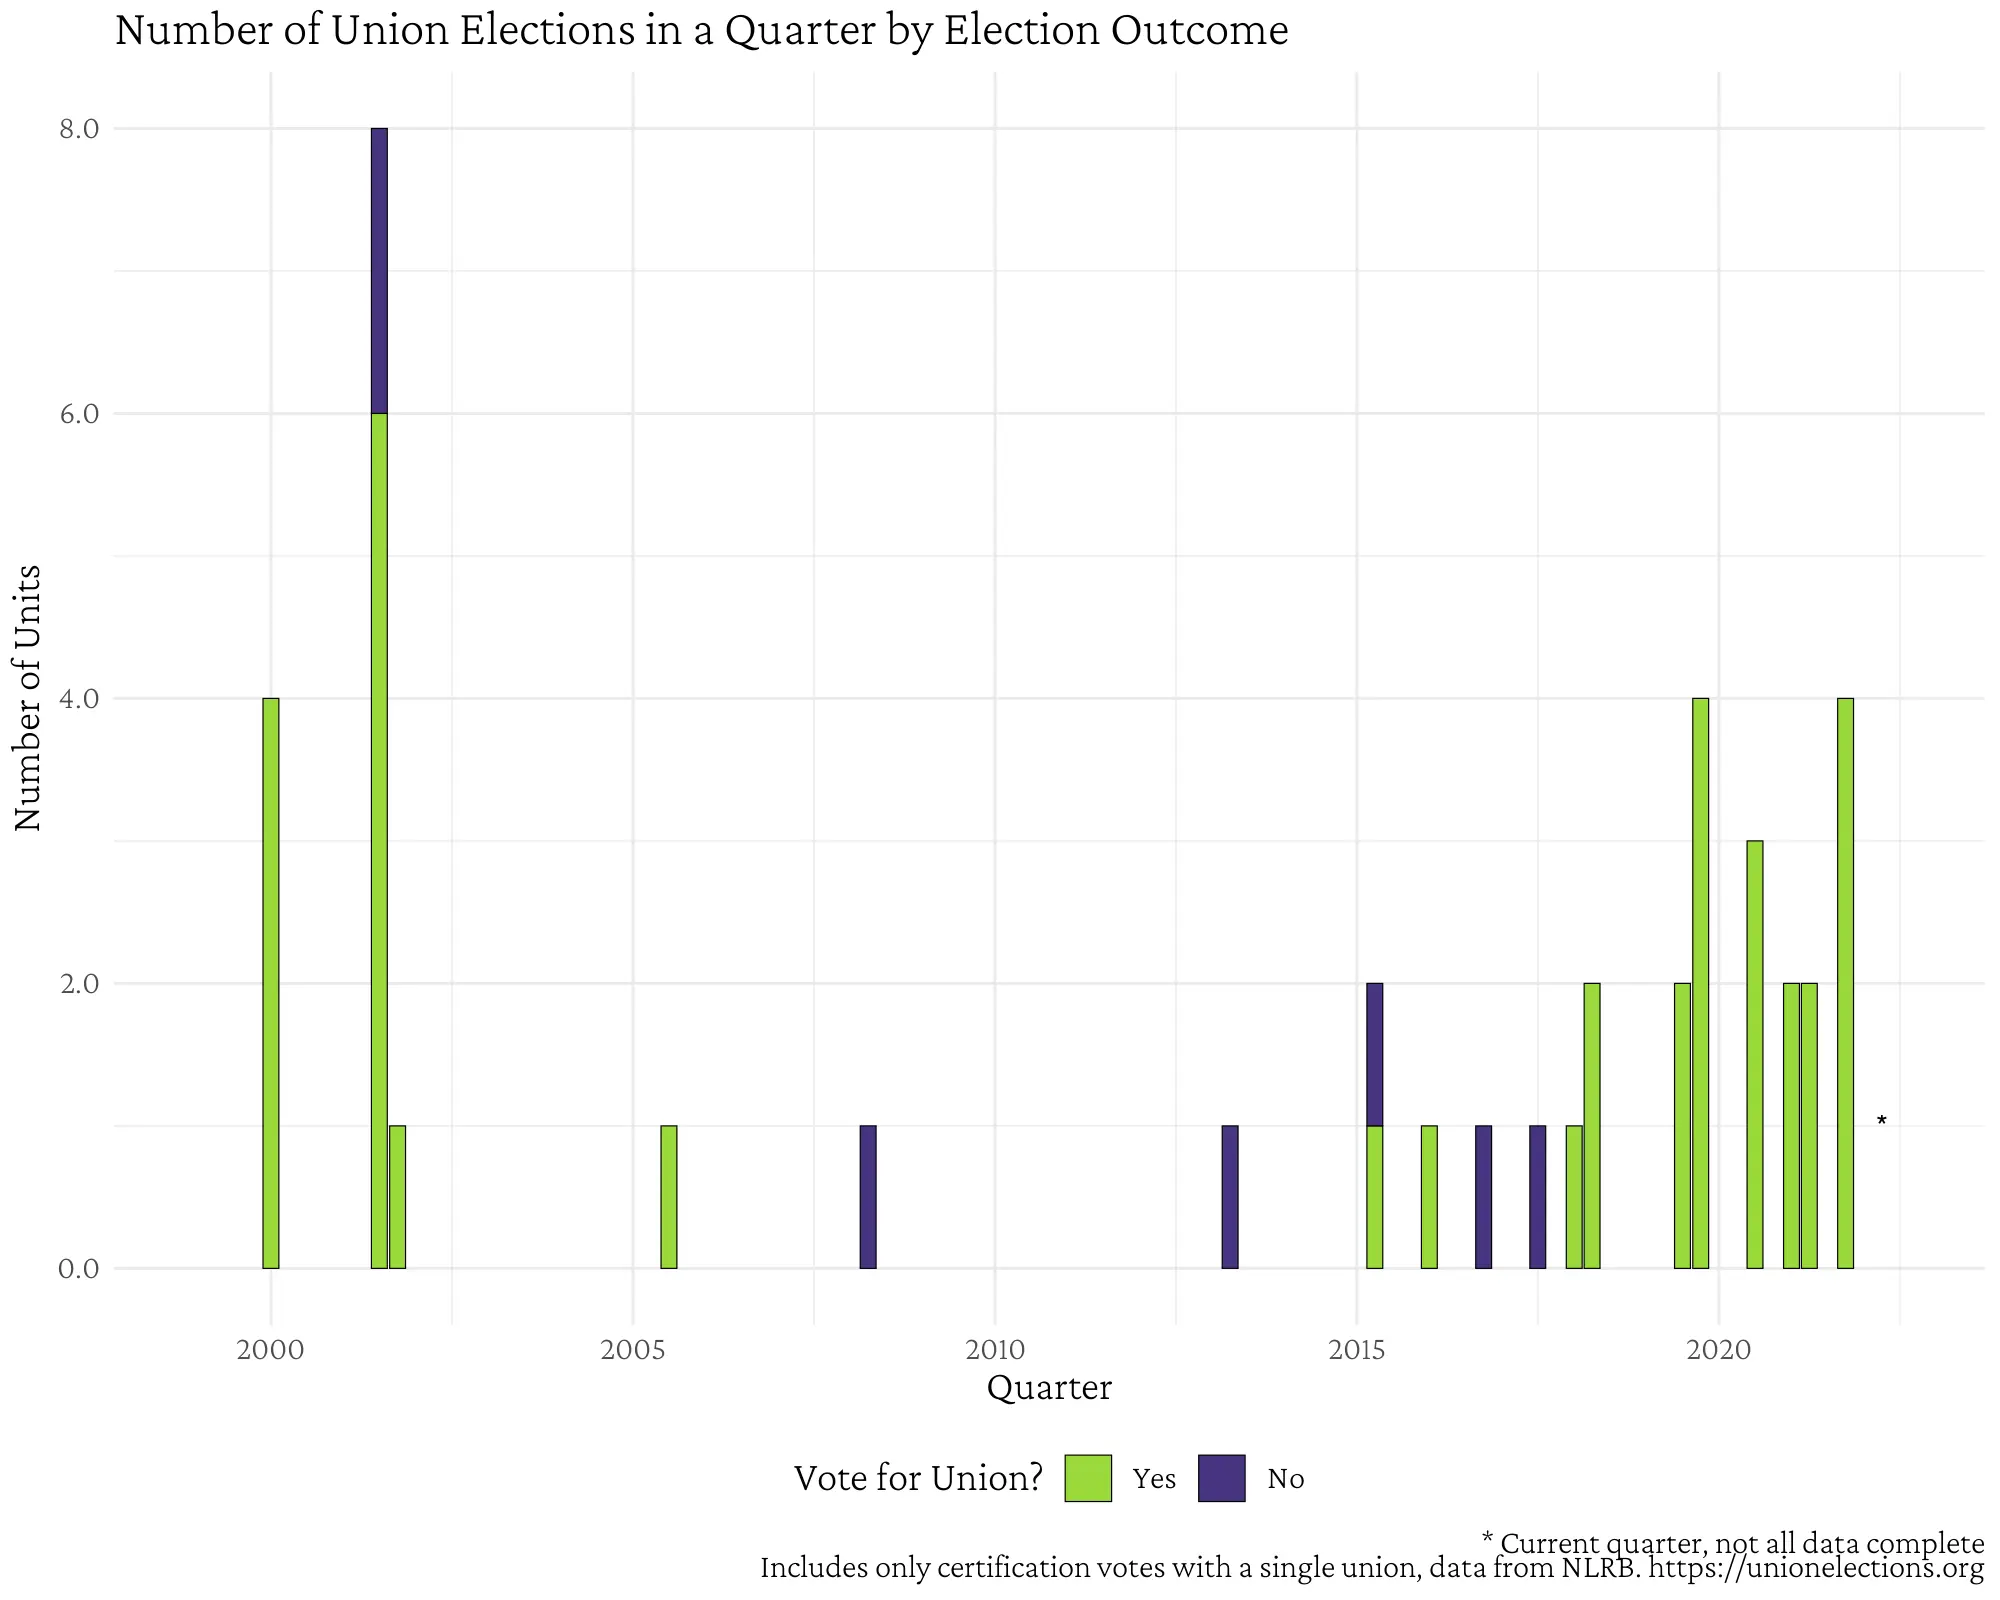 Number of Union Elections in a Quarter by Election Outcome
Number of Units
8.0
6.0
4.0
2.0
0.0
*
2000 2005 2010 2015 2020
Quarter
Vote for Union? Yes No
* Current quarter, not all data complete
Includes only certification votes with a single union, data from NLRB. https://unionelections.org